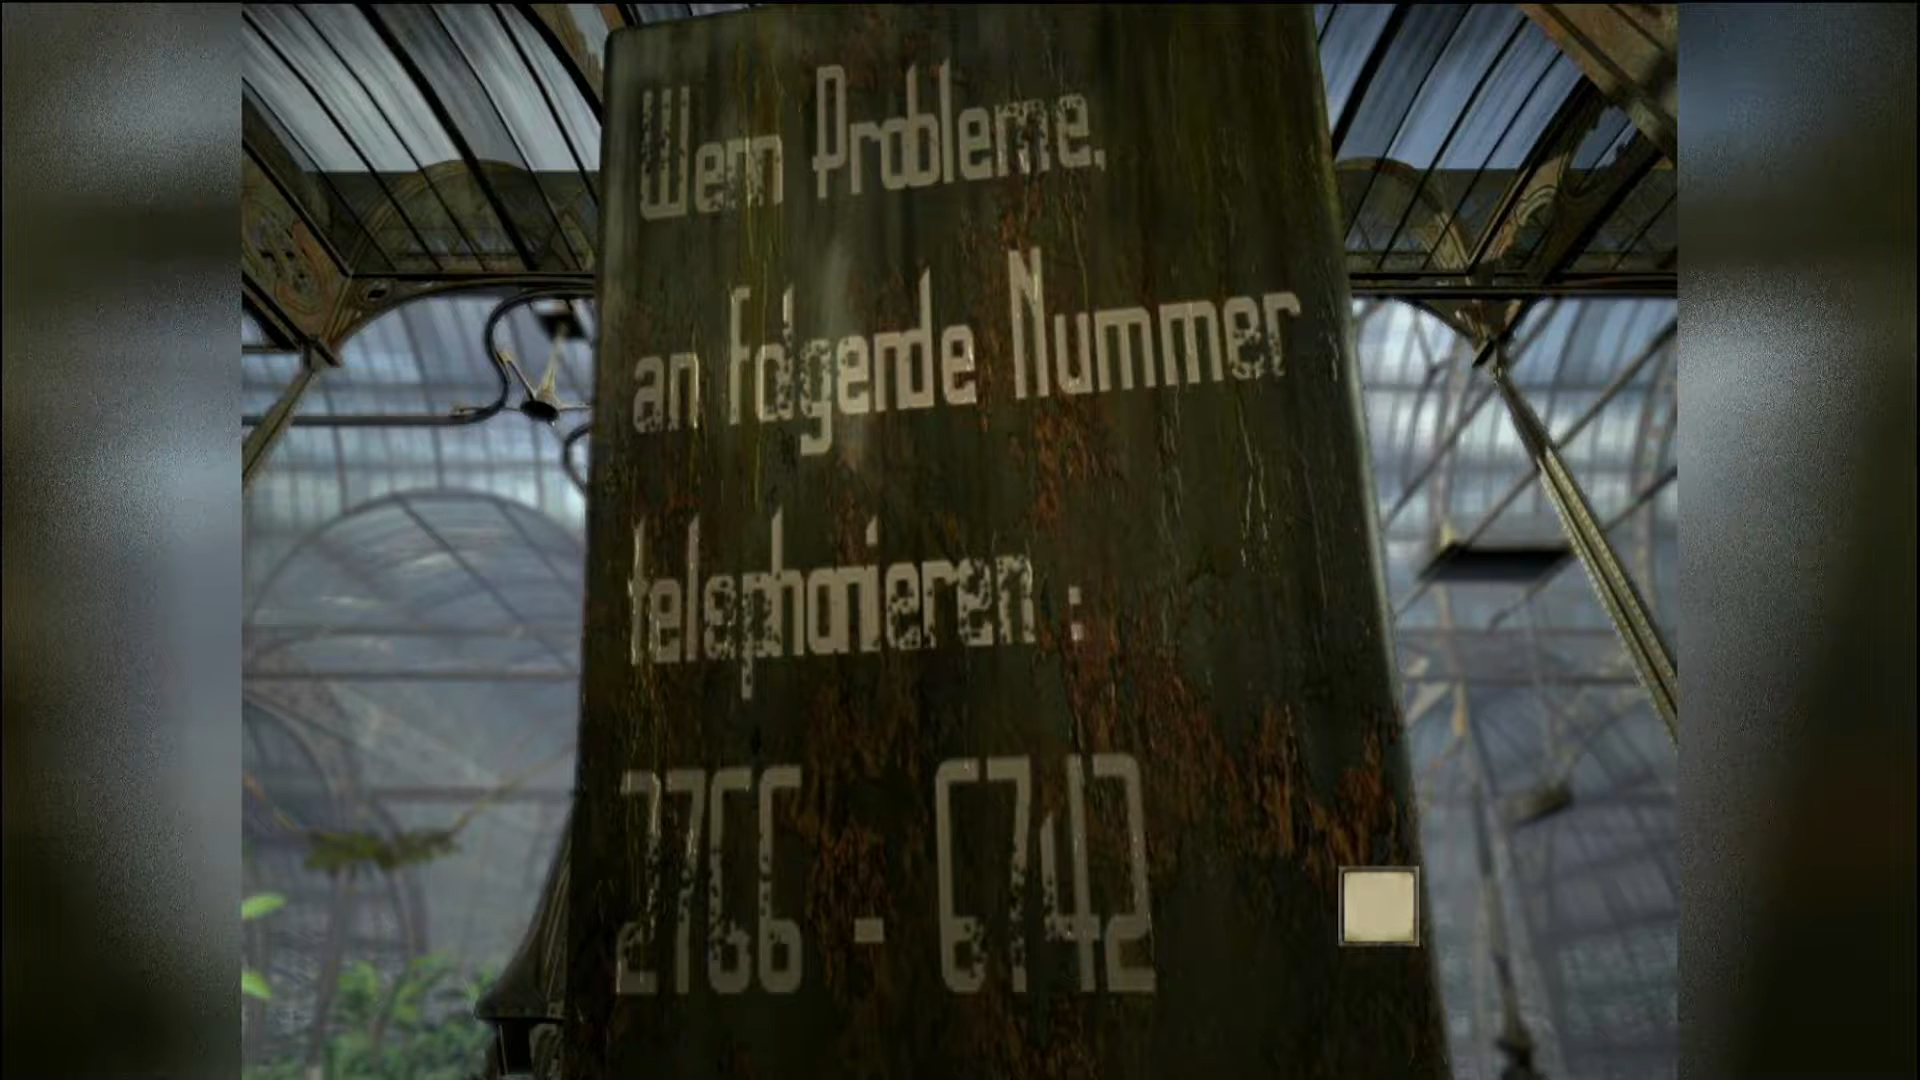 Wenn Probleme,
an folgende Nummer
telephonieren :
2766 - 6742